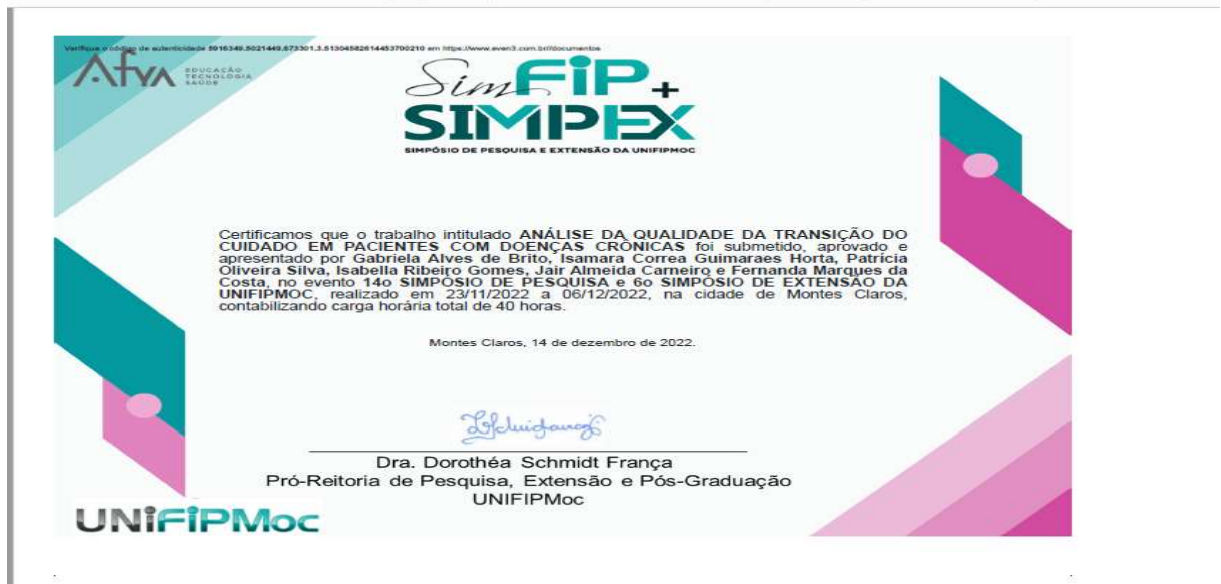 Verifique o código de autenticidade 5916349.5021449.673301.3.51304582614453700210 em https://www.even3.com.br//documentos
Afya EDUCAÇÃO
TECNOLOGIA
SAÚDE
Sim FiP +
SIMPEX
SIMPÓSIO DE PESQUISA E EXTENSÃO DA UNIFIPMOC
Certificamos que o trabalho intitulado ANÁLISE DA QUALIDADE DA TRANSIÇÃO DO
CUIDADO EM PACIENTES COM DOENÇAS CRÔNICAS foi submetido, aprovado e
apresentado por Gabriela Alves de Brito, Isamara Correa Guimaraes Horta, Patrícia
Oliveira Silva, Isabella Ribeiro Gomes, Jair Almeida Carneiro e Fernanda Marques da
Costa, no evento 14o SIMPÓSIO DE PESQUISA e 6o SIMPÓSIO DE EXTENSÃO DA
UNIFIPMOC, realizado em 23/11/2022 a 06/12/2022, na cidade de Montes Claros,
contabilizando carga horária total de 40 horas.
Montes Claros, 14 de dezembro de 2022.
Dra. Dorothéa Schmidt França
Pró-Reitoria de Pesquisa, Extensão e Pós-Graduação
UNIFIPMoc
UNiFiPMoc